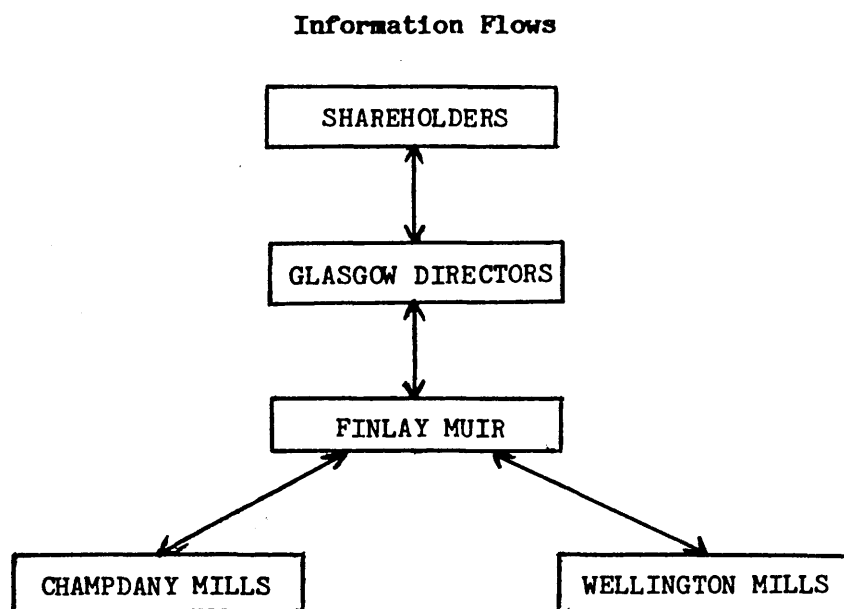 Information Flows
SHAREHOLDERS
GLASGOW DIRECTORS
FINLAY MUIR
CHAMPDANY MILLS
WELLINGTON MILLS